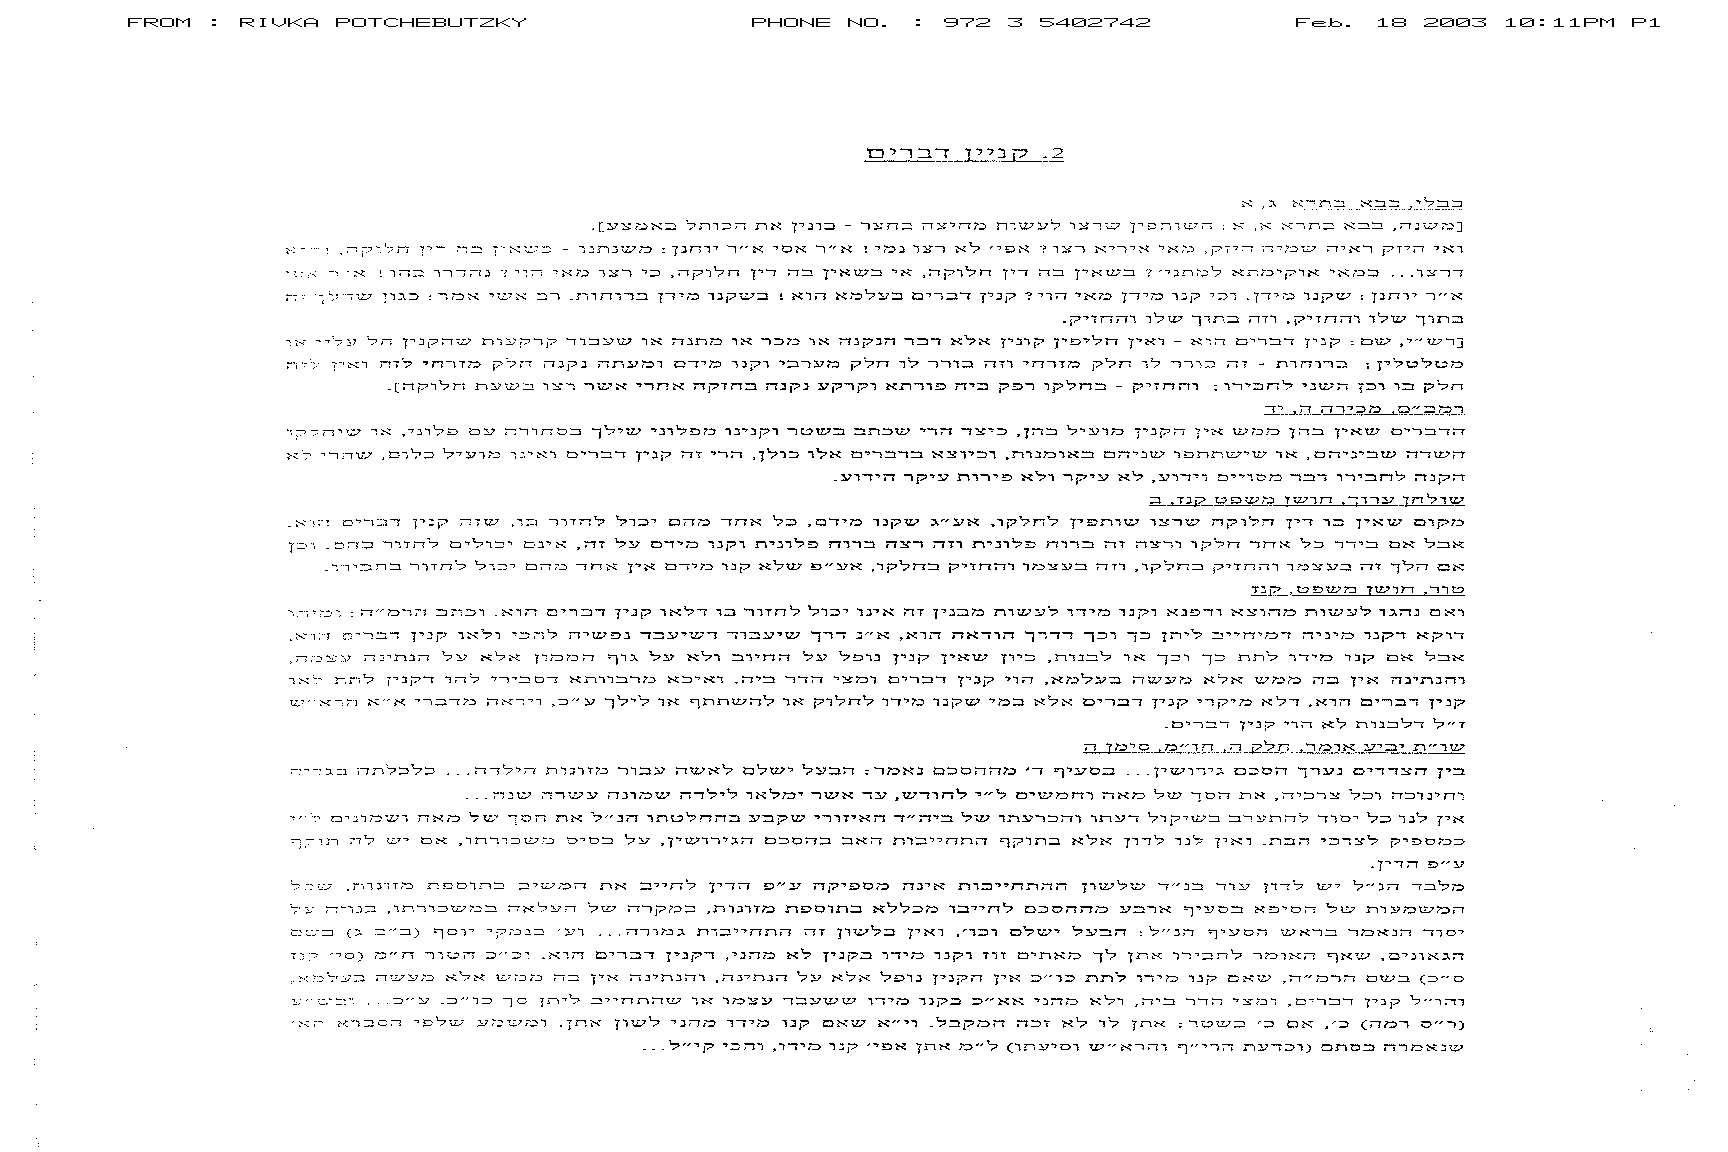 FROM : RIVKA POTCHEBUTZKY PHONE NO. : 972 3 5402742 Feb. 18 2003 10:11PM P1
2. קניין דברים
בבלי, בבא בתרא ג, א
[משנה, בבא בתרא א, א: השותפין שרצו לעשות מחיצה בחצר - בונין את הכותל באמצע].
ואי היזק ראיה שמיה היזק, מאי איריא רצו? אפי' לא רצו נמי! א"ר אסי א"ר יוחנן: משנתנו - כשאין בה דין חלוקה, והוא
דרצו... במאי אוקימתא למתני'? בשאין בה דין חלוקה, אי בשאין בה דין חלוקה, כי רצו מאי הוי? נהדרו בהו! א"ר אסי
א"ר יוחנן: שקנו מידן. וכי קנו מידן מאי הוי? קנין דברים בעלמא הוא! בשקנו מידן ברוחות. רב אשי אמר: כגון שהלך זה
בתוך שלו והחזיק, וזה בתוך שלו והחזיק.
[רש"י, שם: קנין דברים הוא - ואין חליפין קונין אלא דבר הנקנה או מכר או מתנה או שעבוד קרקעות שהקנין חל עליו או
מטלטלין; ברוחות - זה בורר לו חלק מזרחי וזה בורר לו חלק מערבי וקנו מידם ומעתה נקנה חלק מזרחי לזה ואין לזה
חלק בו וכן השני לחבירו; והחזיק - בחלקו רפק ביה פורתא וקרקע נקנה בחזקה אחרי אשר רצו בשעת חלוקה].
רמב"ם, מכירה ה, יד
הדברים שאין בהן ממש אין הקנין מועיל בהן, כיצד הרי שכתב בשטר וקנינו מפלוני שילך בסחורה עם פלוני, או שיחלקו
השדה שביניהם, או שישתתפו שניהם באומנות, וכיוצא בדברים אלו כולן, הרי זה קנין דברים ואינו מועיל כלום, שהרי לא
הקנה לחבירו דבר מסויים וידוע, לא עיקר ולא פירות עיקר הידוע.
שולחן ערוך, חושן משפט קנז, ב
מקום שאין בו דין חלוקה שרצו שותפין לחלקו, אע"ג שקנו מידם, כל אחד מהם יכול לחזור בו, שזה קנין דברים הוא.
אבל אם בירר כל אחד חלקו ורצה זה ברוח פלונית וזה רצה ברוח פלונית וקנו מידם על זה, אינם יכולים לחזור בהם. וכן
אם הלך זה בעצמו והחזיק בחלקו, וזה בעצמו והחזיק בחלקו, אע"פ שלא קנו מידם אין אחד מהם יכול לחזור בחבירו.
טור, חושן משפט, קנז
ואם נהגו לעשות מהוצא ודפנא וקנו מידו לעשות מבנין זה אינו יכול לחזור בו דלאו קנין דברים הוא. וכתב הרמ"ה: ומיהו
דוקא דקנו מיניה דמיחייב ליתן כך וכך דדרך הודאה הוא, א"נ דרך שיעבוד דשיעבד נפשיה להכי ולאו קנין דברים הוא,
אבל אם קנו מידו לתת כך וכך או לבנות, כיון שאין קנין נופל על החיוב ולא על גוף הממון אלא על הנתינה עצמה,
והנתינה אין בה ממש אלא מעשה בעלמא, הוי קנין דברים ומצי הדר ביה. ואיכא מרבוותא דסבירי להו דקנין לתת לאו
קנין דברים הוא, דלא מיקרי קנין דברים אלא במי שקנו מידו לחלוק או להשתתף או לילך ע"כ, ויראה מדברי א"א הרא"ש
ז"ל דלבנות לא הוי קנין דברים.
שו"ת יביע אומר, חלק ה, חו"מ, סימן ה
בין הצדדים נערך הסכם גירושין... בסעיף ד' מההסכם נאמר: הבעל ישלם לאשה עבור מזונות הילדה... כלכלתה בגדיה
וחינוכה וכל צרכיה, את הסך של מאה וחמשים ל"י לחודש, עד אשר ימלאו לילדה שמונה עשרה שנה...
אין לנו כל יסוד להתערב בשיקול דעתו והכרעתו של ביה"ד האיזורי שקבע בהחלטתו הנ"ל את הסך של מאה ושמונים ל"י
כמספיק לצרכי הבת. ואין לנו לדון אלא בתוקף התחייבות האב בהסכם הגירושין, על בסיס משכורתו, אם יש לה תוקף
ע"פ הדין.
מלבד הנ"ל יש לדון עוד בנ"ד שלשון ההתחייבות אינה מספיקה ע"פ הדין לחייב את המשיב בתוספת מזונות, שכל
המשמעות של הסיפא בסעיף ארבע מההסכם לחייבו מכללא בתוספת מזונות, במקרה של העלאה במשכורתו, בנויה על
יסוד הנאמר בראש הסעיף הנ"ל: הבעל ישלם וכו', ואין בלשון זה התחייבות גמורה... וע' בנמקי יוסף (ב"ב ג) בשם
הגאונים, שאף האומר לחבירו אתן לך מאתים זוז וקנו מידו בקנין לא מהני, דקנין דברים הוא. וכ"כ הטור ח"מ (סי' קנז
ס"כ) בשם הרמ"ה, שאם קנו מידו לתת כו"כ אין הקנין נופל אלא על הנתינה, והנתינה אין בה ממש אלא מעשה בעלמא,
והו"ל קנין דברים, ומצי הדר ביה, ולא מהני אא"כ בקנו מידו ששעבד עצמו או שהתחייב ליתן סך כו"כ. ע"כ... ובש"ע
(ר"ס רמה) כ', אם כ' בשטר: אתן לו לא זכה המקבל. וי"א שאם קנו מידו מהני לשון אתן. ומשמע שלפי הסברא הא'
שנאמרה בסתם (וכדעת הרי"ף והרא"ש וסיעתו) ל"מ אתן אפי' קנו מידו, והכי קי"ל...